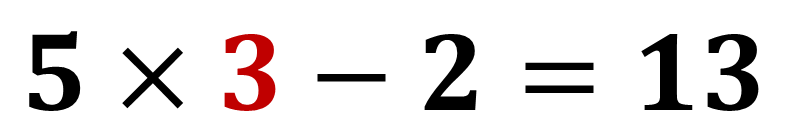 5 × 3 − 2 = 13